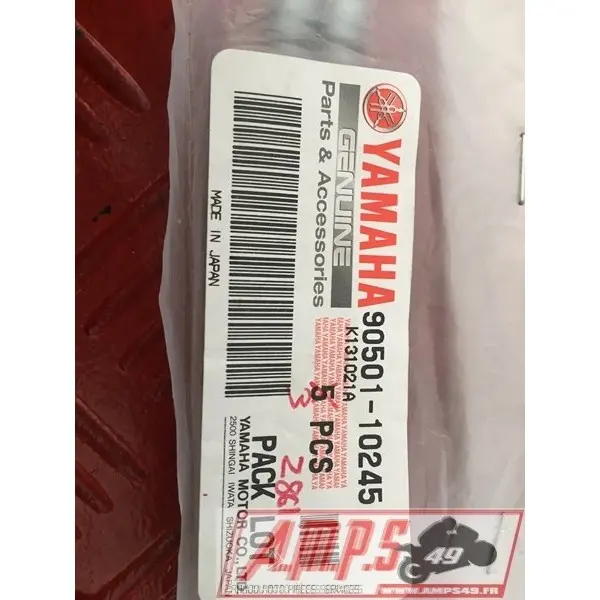 YAMAHA
GENUINE
Parts & Accessories
90501-10245
K131021A
5 PCS
3
PACK LOT
MADE IN JAPAN
YAMAHA MOTOR CO., LTD.
2500 SHINGAI IWATA SHIZUOKA JAPAN
A.M.P.S
49
WWW.AMPS49.FR